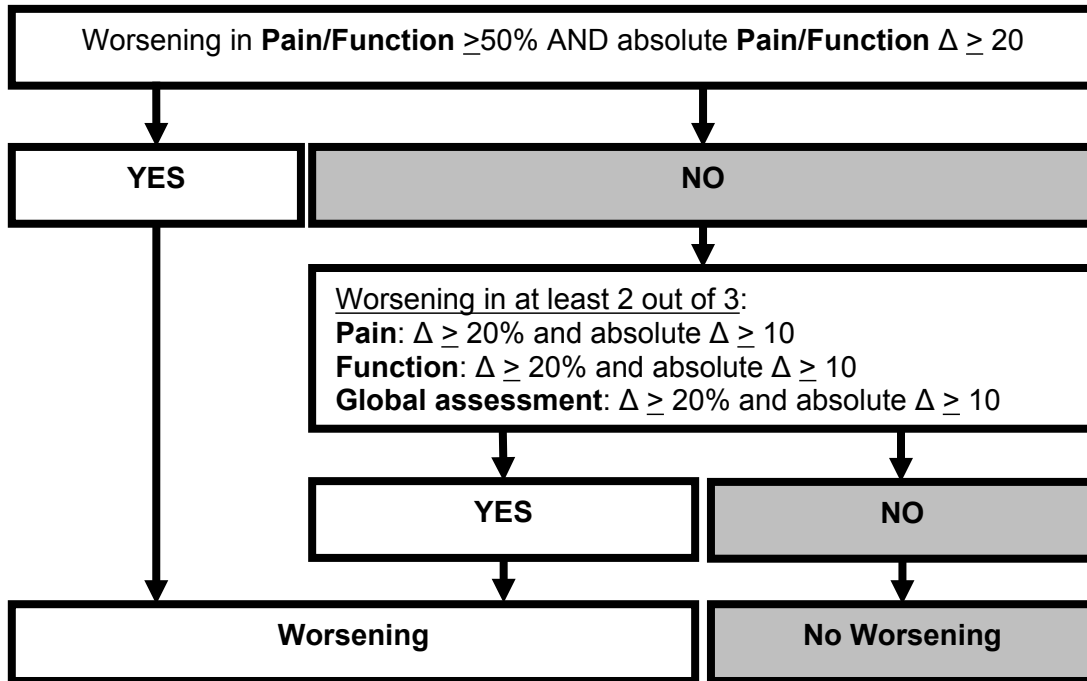 Worsening in Pain/Function ≥50% AND absolute Pain/Function Δ ≥ 20
YES
NO
Worsening in at least 2 out of 3:
Pain: Δ ≥ 20% and absolute Δ ≥ 10
Function: Δ ≥ 20% and absolute Δ ≥ 10
Global assessment: Δ ≥ 20% and absolute Δ ≥ 10
YES
NO
Worsening
No Worsening